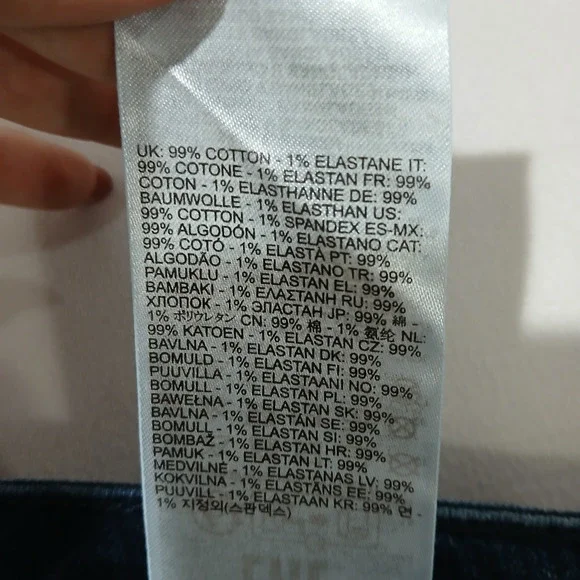 UK: 99% COTTON - 1% ELASTANE IT:
99% COTONE - 1% ELASTAN FR: 99%
COTON - 1% ELASTHANNE DE: 99%
BAUMWOLLE - 1% ELASTHAN US:
99% COTTON - 1% SPANDEX ES-MX:
99% ALGODÓN - 1% ELASTANO CAT:
99% COTÓ - 1% ELASTÀ PT: 99%
ALGODÃO - 1% ELASTANO TR: 99%
PAMUKLU - 1% ELASTAN EL: 99%
BAMBAKI - 1% ΕΛΑΣΤΑΝΗ RU: 99%
ХЛОПОК - 1% ЭЛАСТАН JP: 99% 綿 -
1% ポリウレタン CN: 99% 棉 - 1% 氨纶 NL:
99% KATOEN - 1% ELASTAN CZ: 99%
BAVLNA - 1% ELASTAN DK: 99%
BOMULD - 1% ELASTAN FI: 99%
PUUVILLA - 1% ELASTAANI NO: 99%
BOMULL - 1% ELASTAN PL: 99%
BAWEŁNA - 1% ELASTAN SK: 99%
BAVLNA - 1% ELASTÁN SE: 99%
BOMULL - 1% ELASTAN SI: 99%
BOMBAŽ - 1% ELASTAN HR: 99%
PAMUK - 1% ELASTAN LT: 99%
MEDVILNĖ - 1% ELASTANAS LV: 99%
KOKVILNA - 1% ELASTĀNS EE: 99%
PUUVILL - 1% ELASTAAN KR: 99% 면 -
1% 지정외(스판덱스)